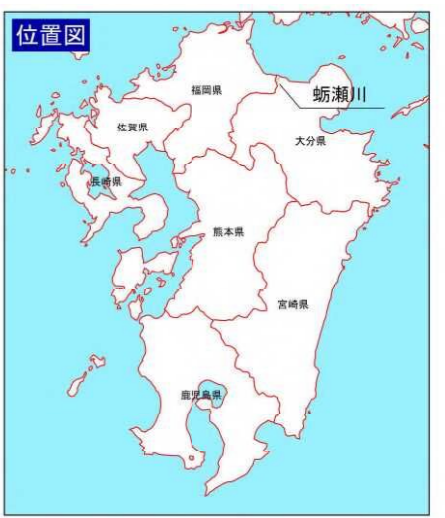 位置図
福岡県
蛎瀬川
佐賀県
大分県
長崎県
熊本県
宮崎県
鹿児島県